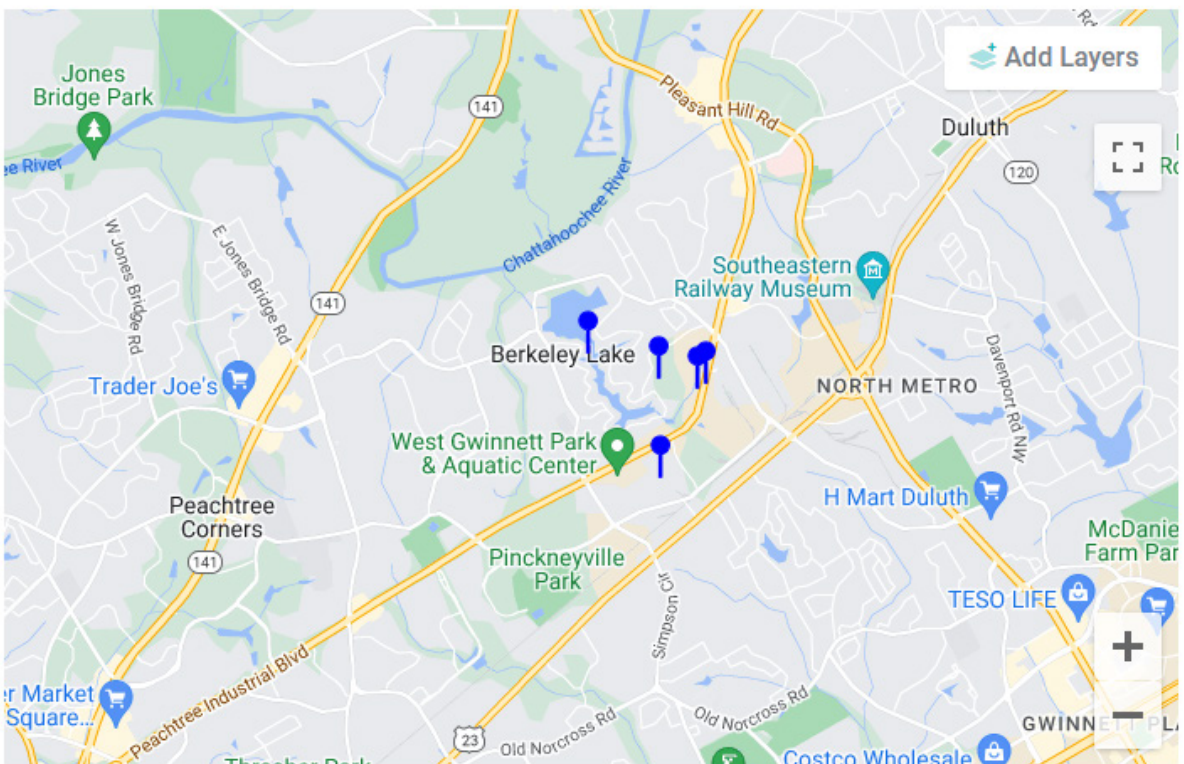 Add Layers
Jones
Bridge Park
141
Pleasant Hill Rd
Rd
Duluth
120
ee River
Chattahoochee River
W Jones Bridge Rd
E Jones Bridge Rd
Southeastern
Railway Museum
141
Berkeley Lake
Trader Joe's
NORTH METRO
Davenport Rd NW
West Gwinnett Park
& Aquatic Center
H Mart Duluth
Peachtree
Corners
McDanie
Farm Par
141
Pinckneyville
Park
Simpson Cir
TESO LIFE
Peachtree Industrial Blvd
er Market
Square...
Old Norcross Rd
23
Old Norcross Rd
GWINNETT PLA
Costco Wholesale